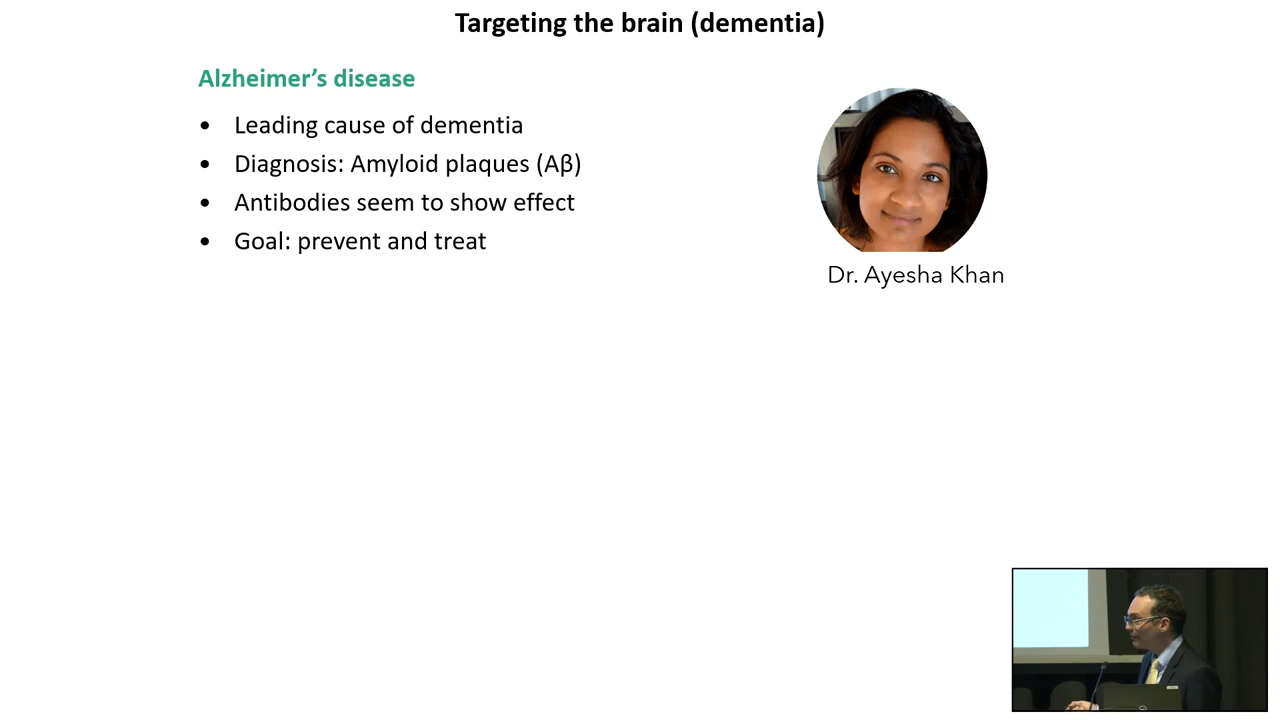 Targeting the brain (dementia)
Alzheimer’s disease
• Leading cause of dementia
• Diagnosis: Amyloid plaques (Aβ)
• Antibodies seem to show effect
• Goal: prevent and treat
Dr. Ayesha Khan